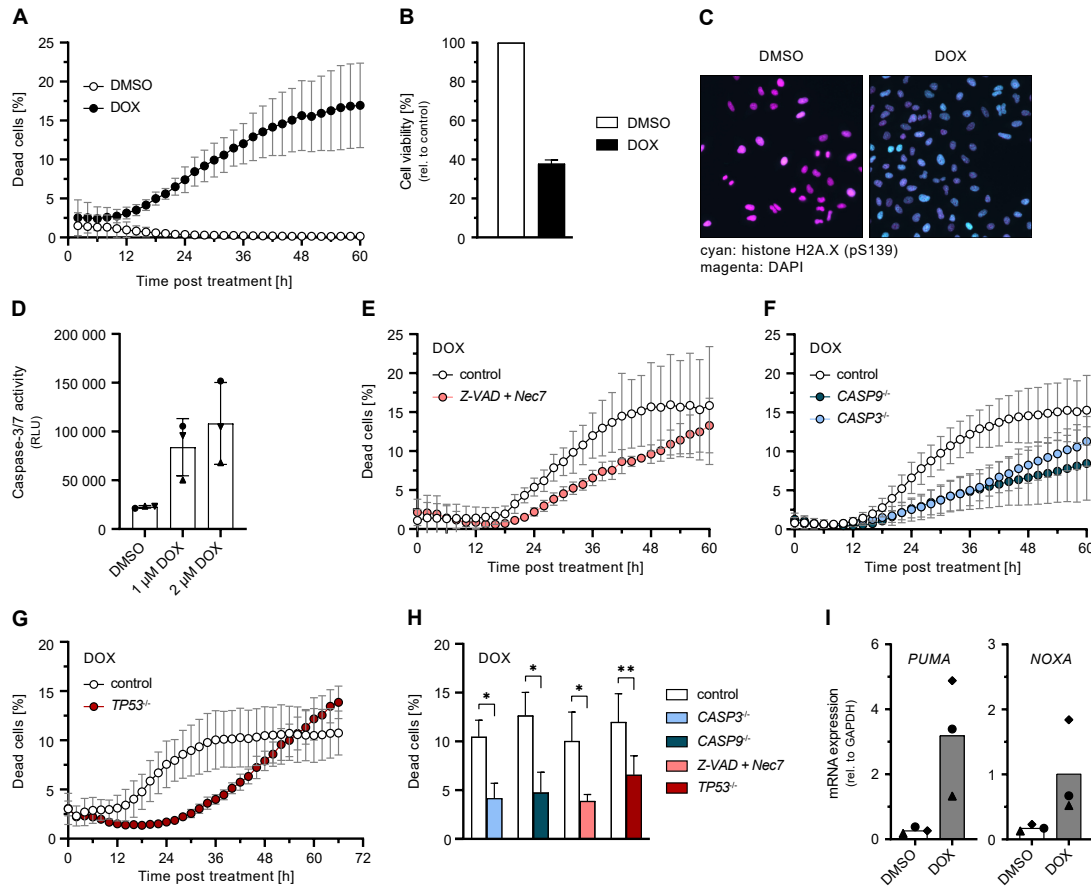 A
Dead cells [%]
25
20
15
10
5
0
DMSO
DOX
0 12 24 36 48 60
Time post treatment [h]
B
Cell viability [%]
(rel. to control)
100
80
60
40
20
0
DMSO
DOX
C
DMSO DOX
cyan: histone H2A.X (pS139)
magenta: DAPI
D
Caspase-3/7 activity
(RLU)
200 000
150 000
100 000
50 000
0
DMSO
1 µM DOX
2 µM DOX
E
Dead cells [%]
25
20
15
10
5
0
DOX
control
Z-VAD + Nec7
0 12 24 36 48 60
Time post treatment [h]
F
25
20
15
10
5
0
DOX
control
CASP9-/-
CASP3-/-
0 12 24 36 48 60
Time post treatment [h]
G
Dead cells [%]
20
15
10
5
0
DOX
control
TP53-/-
0 12 24 36 48 60 72
Time post treatment [h]
H
Dead cells [%]
20
15
10
5
0
DOX
* * * **
control
CASP3-/-
CASP9-/-
Z-VAD + Nec7
TP53-/-
I
mRNA expression
(rel. to GAPDH)
6
4
2
0
PUMA
DMSO
DOX
3
2
1
0
NOXA
DMSO
DOX